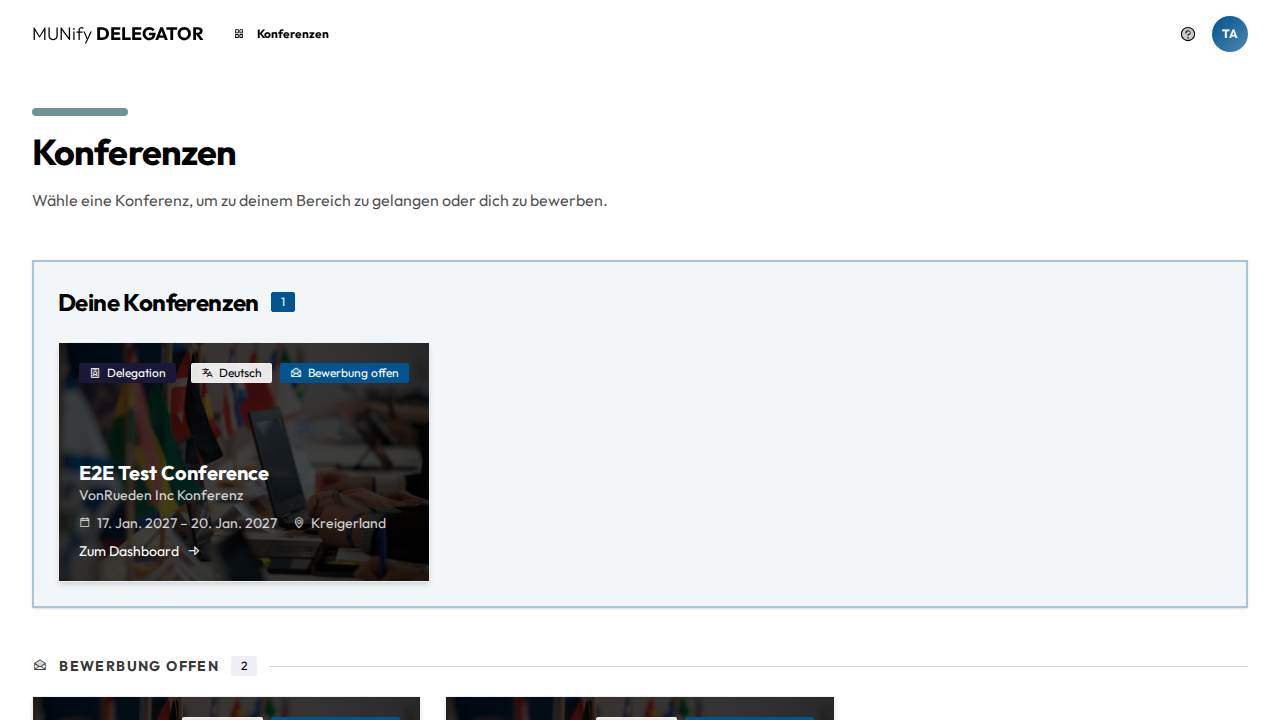 MUNify DELEGATOR
Konferenzen
TA
Konferenzen
Wähle eine Konferenz, um zu deinem Bereich zu gelangen oder dich zu bewerben.
Deine Konferenzen 1
Delegation
Deutsch
Bewerbung offen
E2E Test Conference
VonRueden Inc Konferenz
17. Jan. 2027 – 20. Jan. 2027
Kreigerland
Zum Dashboard
BEWERBUNG OFFEN 2